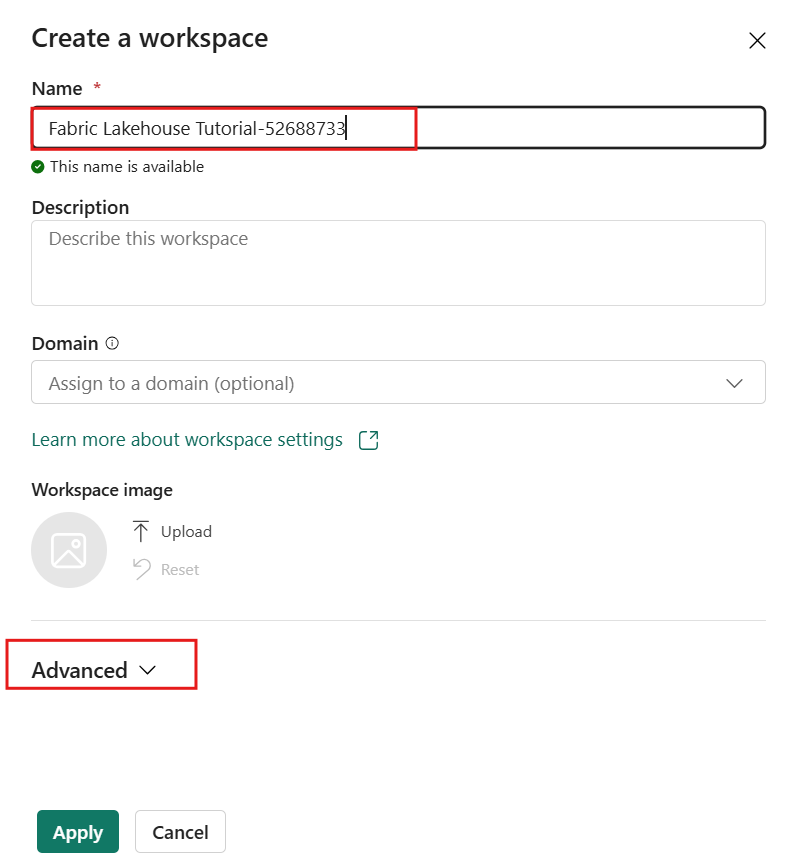 Create a workspace
Name *
Fabric Lakehouse Tutorial-52688733
This name is available
Description
Describe this workspace
Domain
Assign to a domain (optional)
Learn more about workspace settings
Workspace image
Upload
Reset
Advanced
Apply Cancel